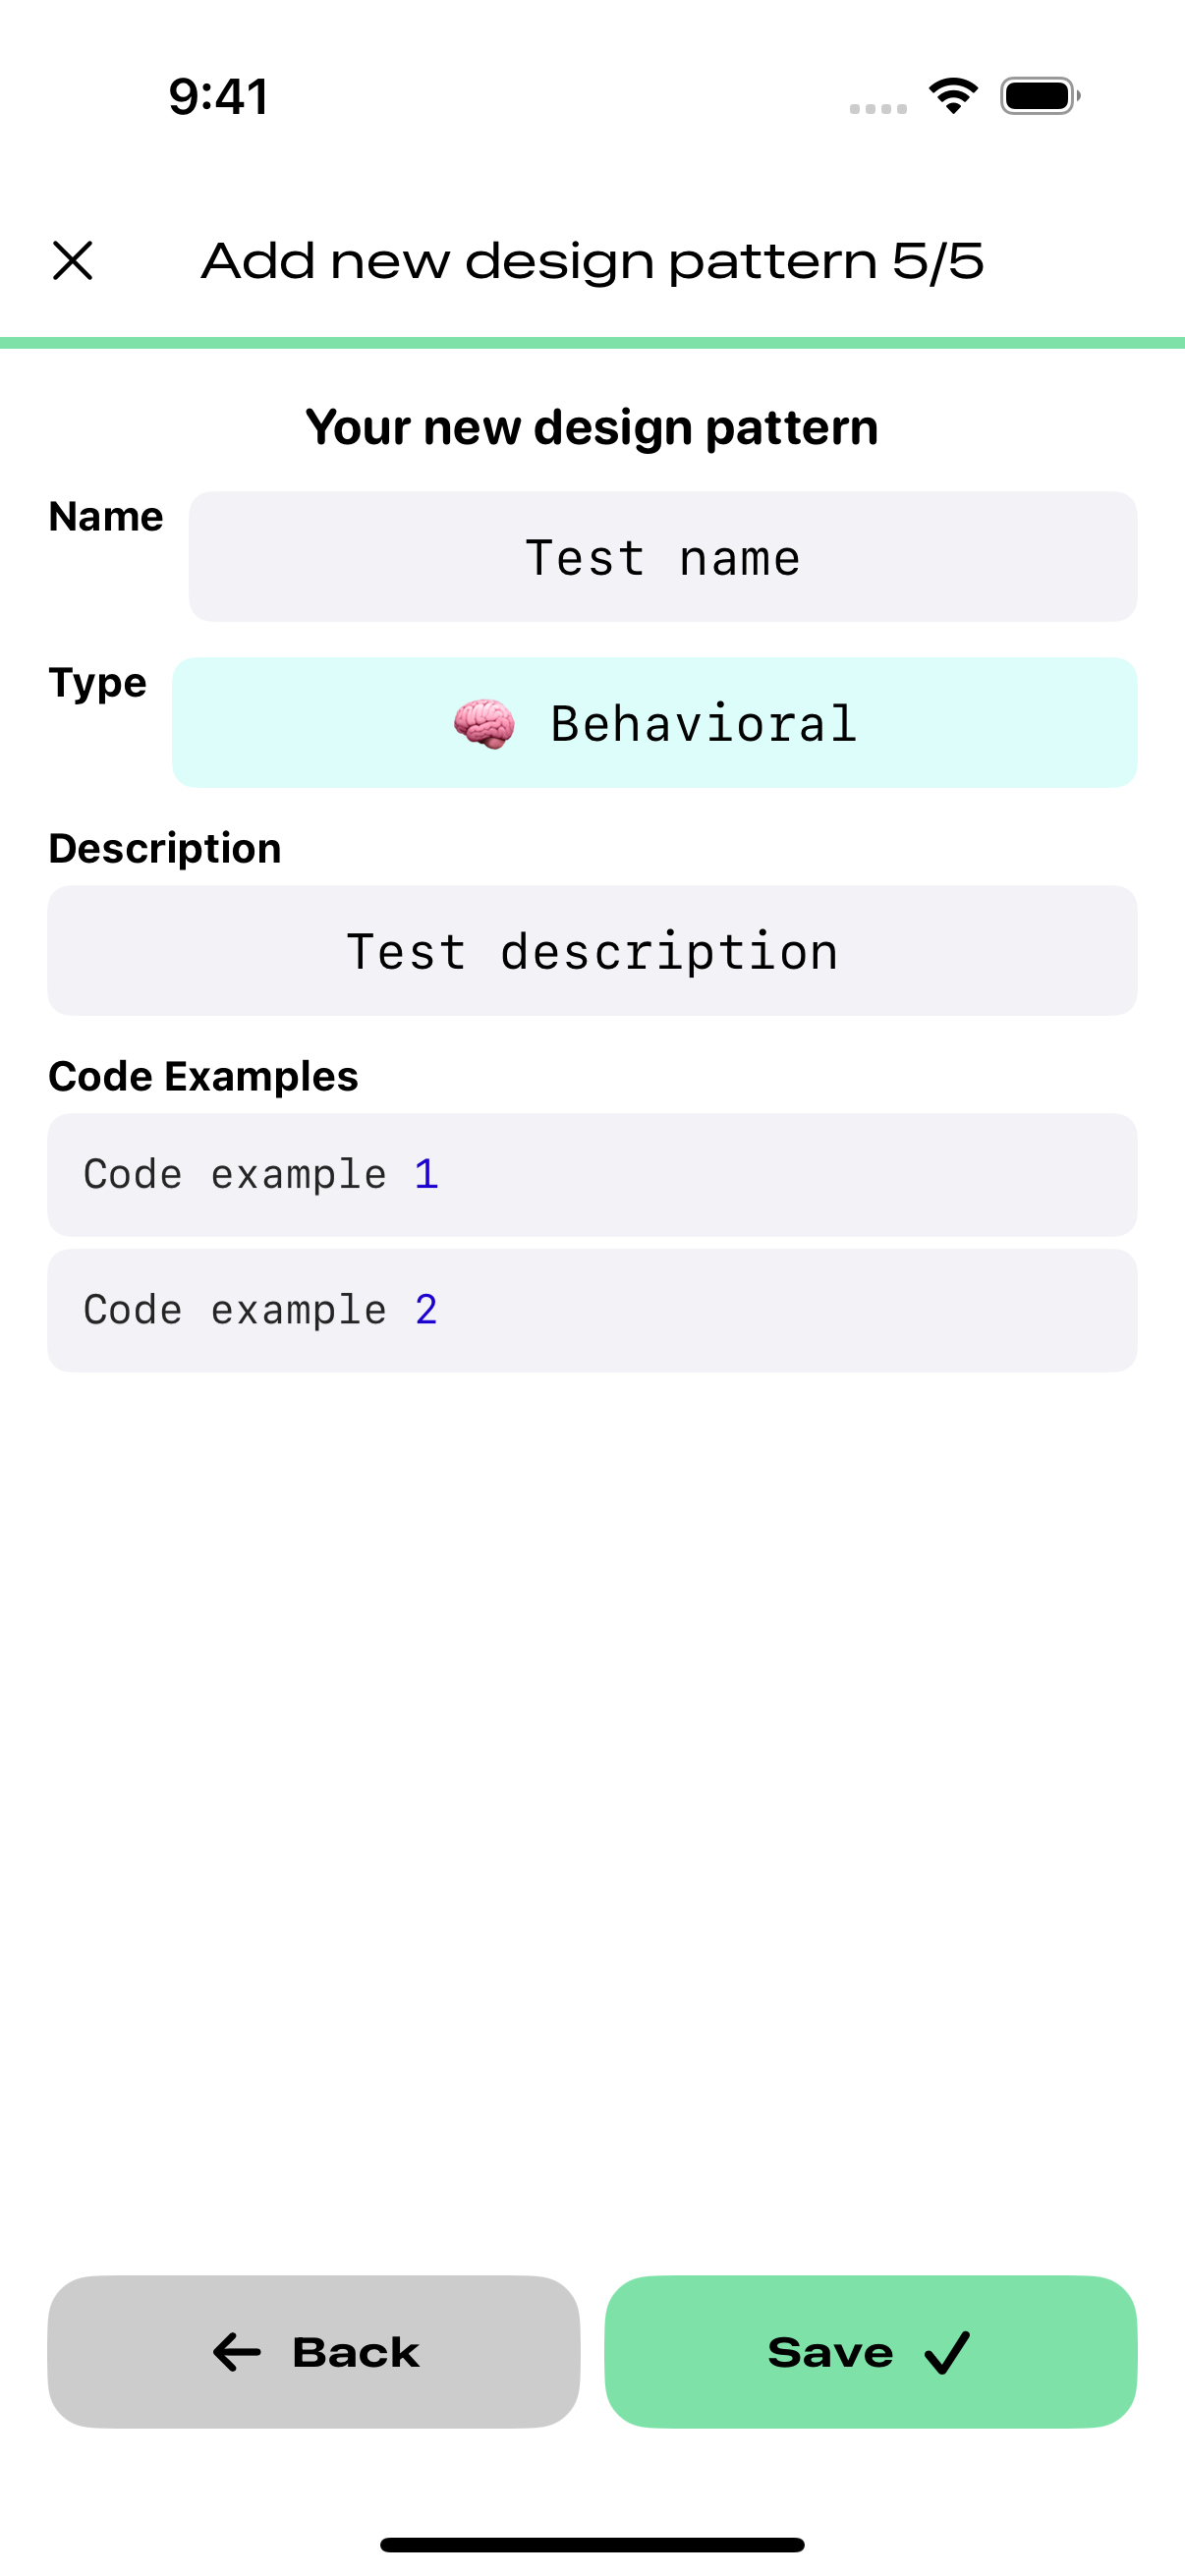 9:41
Add new design pattern 5/5
Your new design pattern
Name
Test name
Type
🧠 Behavioral
Description
Test description
Code Examples
Code example 1
Code example 2
Back
Save